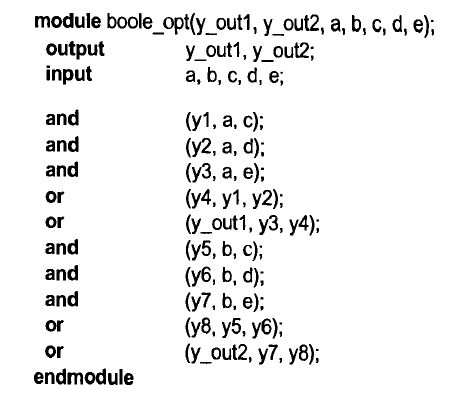 module boole_opt(y_out1, y_out2, a, b, c, d, e);
output y_out1, y_out2;
input a, b, c, d, e;
and (y1, a, c);
and (y2, a, d);
and (y3, a, e);
or (y4, y1, y2);
or (y_out1, y3, y4);
and (y5, b, c);
and (y6, b, d);
and (y7, b, e);
or (y8, y5, y6);
or (y_out2, y7, y8);
endmodule